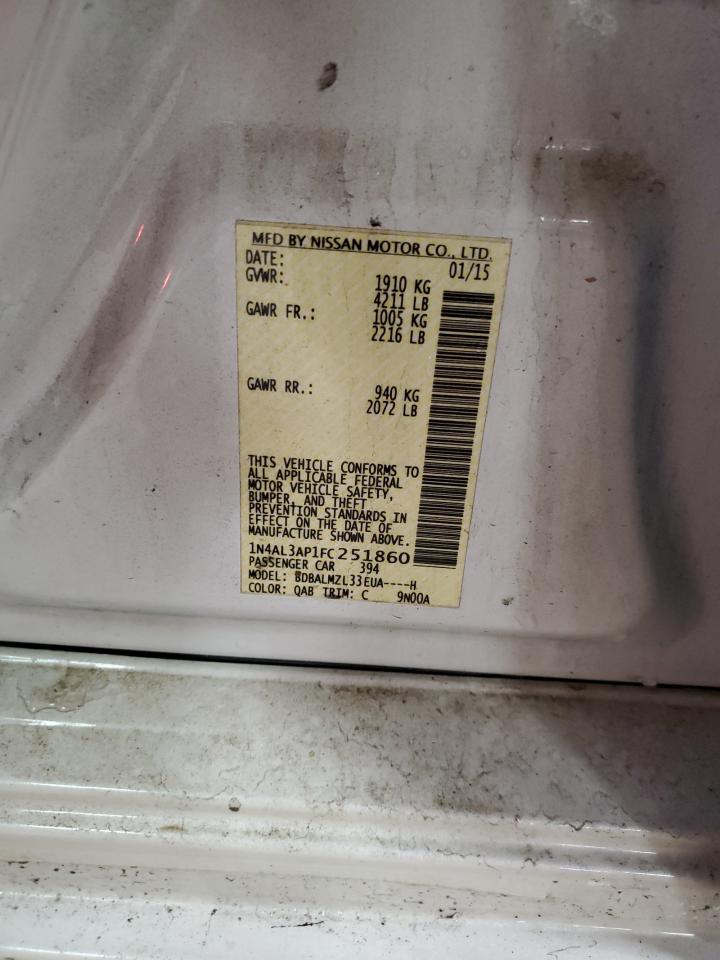 MFD BY NISSAN MOTOR CO., LTD.
DATE: 01/15
GVWR: 1910 KG
4211 LB
GAWR FR.: 1005 KG
2216 LB
GAWR RR.: 940 KG
2072 LB
THIS VEHICLE CONFORMS TO
ALL APPLICABLE FEDERAL
MOTOR VEHICLE SAFETY,
BUMPER, AND THEFT
PREVENTION STANDARDS IN
EFFECT ON THE DATE OF
MANUFACTURE SHOWN ABOVE.
1N4AL3AP1FC251860
PASSENGER CAR 394
MODEL: BDBALMZL33EUA----H
COLOR: QAB TRIM: C 9N00A